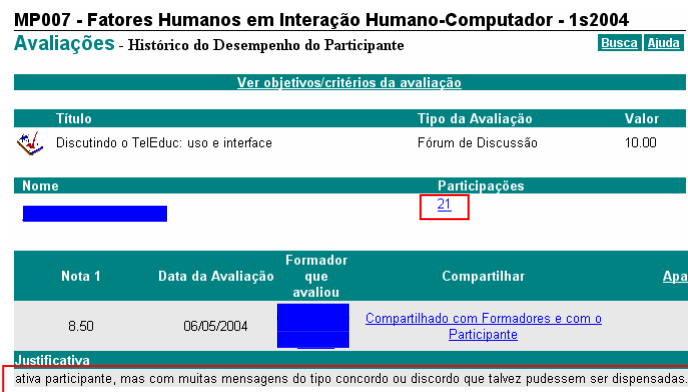 MP007 - Fatores Humanos em Interação Humano-Computador - 1s2004
Avaliações - Histórico do Desempenho do Participante Busca Ajuda
Ver objetivos/critérios da avaliação
Título Tipo da Avaliação Valor
Discutindo o TelEduc: uso e interface Fórum de Discussão 10.00
Nome Participações
21
Nota 1 Data da Avaliação Formador que avaliou Compartilhar Apa
8.50 06/05/2004 Compartilhado com Formadores e com o Participante
Justificativa
ativa participante, mas com muitas mensagens do tipo concordo ou discordo que talvez pudessem ser dispensadas